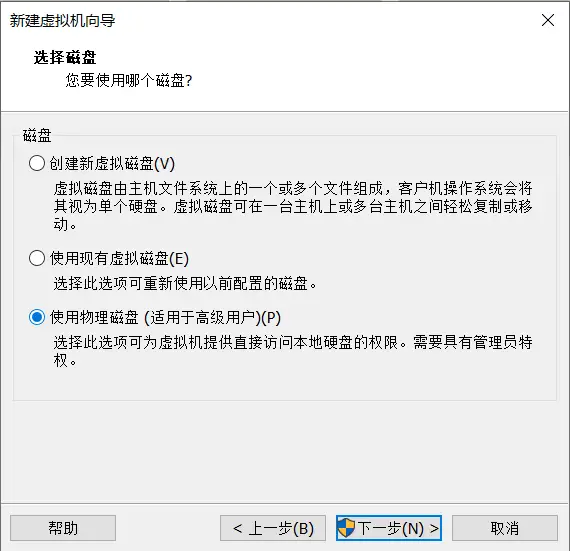 新建虚拟机向导
选择磁盘
您要使用哪个磁盘?
磁盘
创建新虚拟磁盘(V)
虚拟磁盘由主机文件系统上的一个或多个文件组成，客户机操作系统会将
其视为单个硬盘。虚拟磁盘可在一台主机上或多台主机之间轻松复制或移
动。
使用现有虚拟磁盘(E)
选择此选项可重新使用以前配置的磁盘。
使用物理磁盘 (适用于高级用户)(P)
选择此选项可为虚拟机提供直接访问本地硬盘的权限。需要具有管理员特
权。
帮助
< 上一步(B)
下一步(N) >
取消